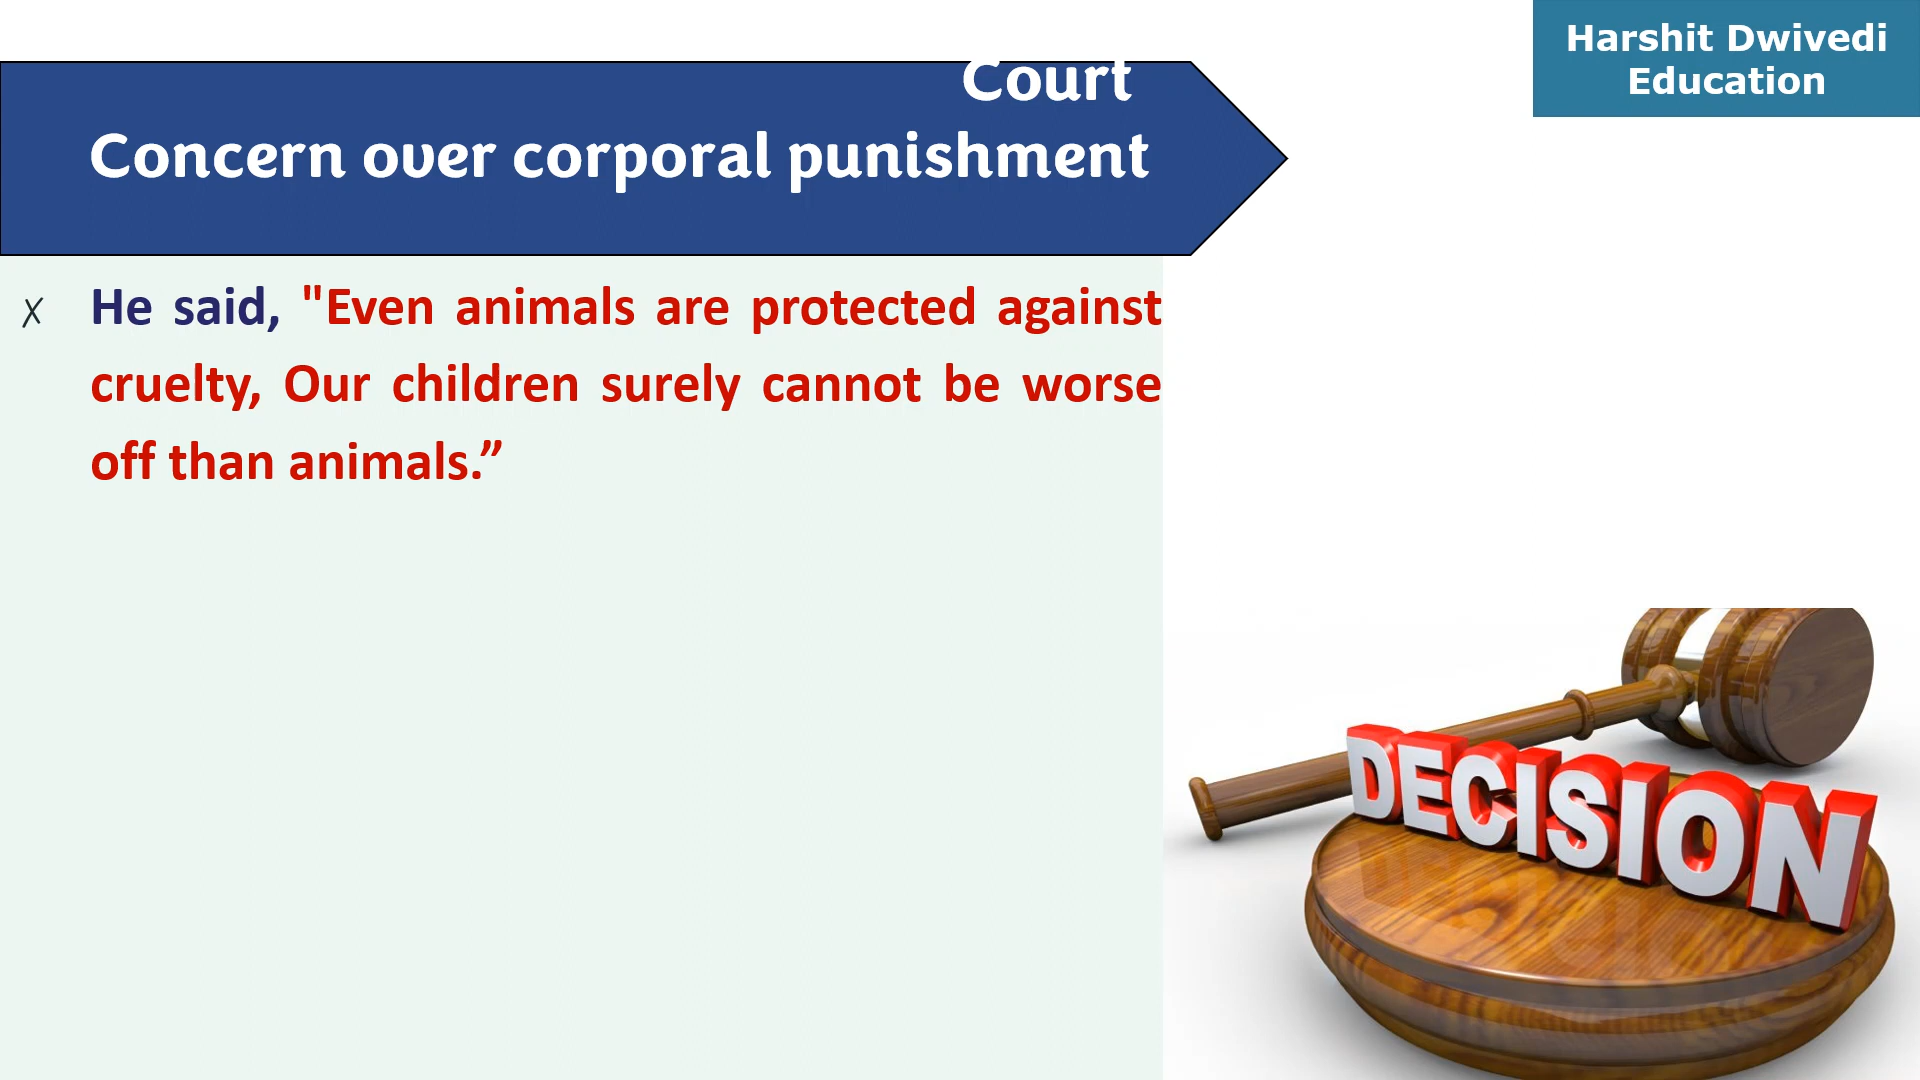 Harshit Dwivedi
Education
Court
Concern over corporal punishment
✗ He said, "Even animals are protected against
cruelty, Our children surely cannot be worse
off than animals.”
DECISION